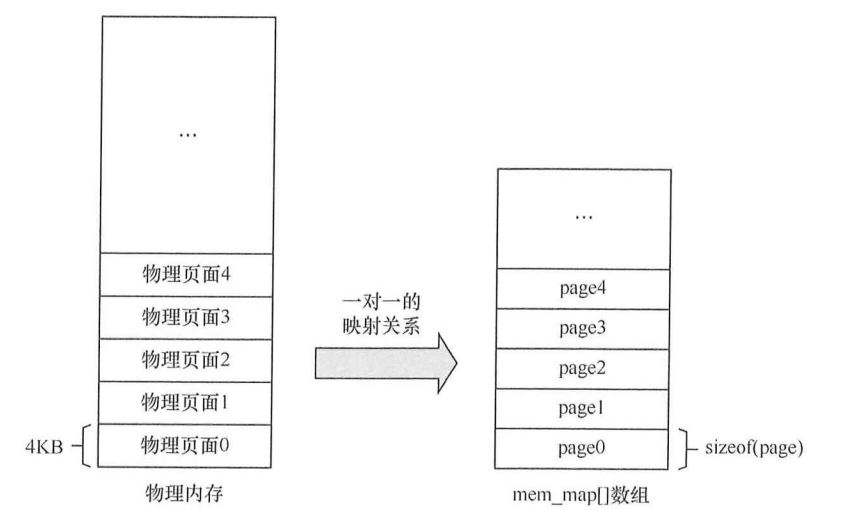 ...
物理页面4
物理页面3
物理页面2
物理页面1
物理页面0
4KB
物理内存
一对一的
映射关系
...
page4
page3
page2
page1
page0
sizeof(page)
mem_map[]数组